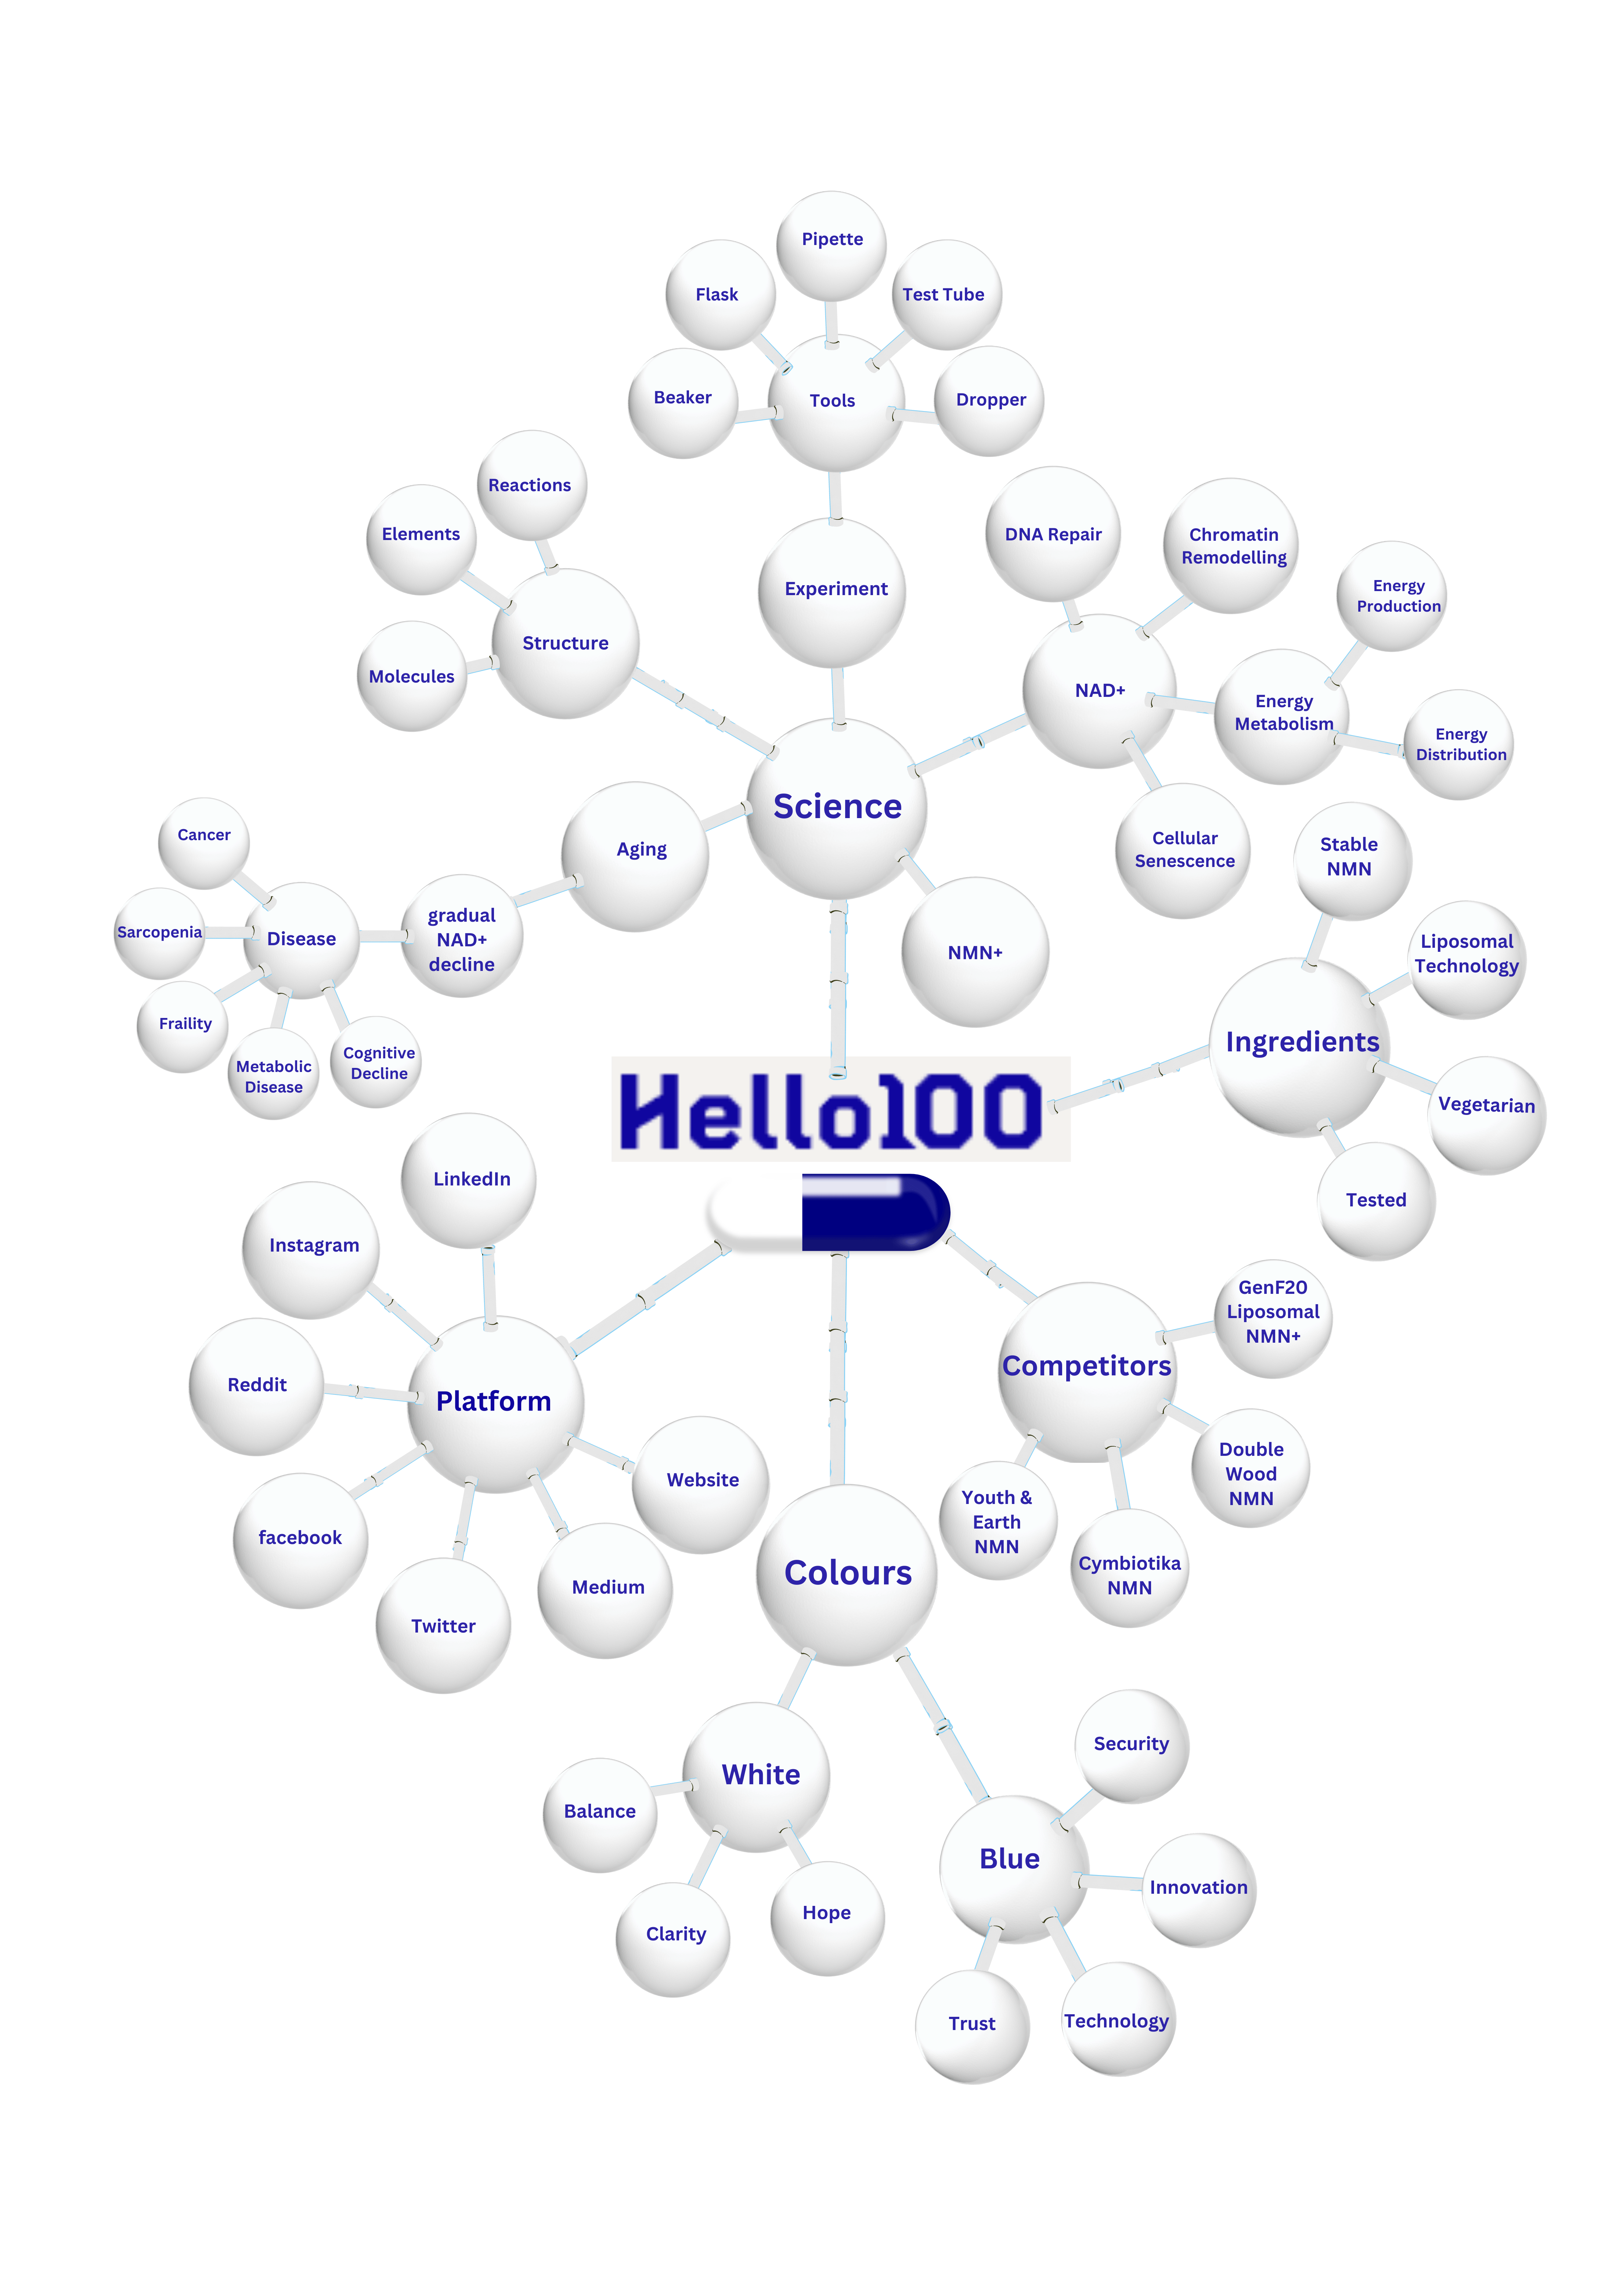 Pipette
Flask
Test Tube
Beaker
Tools
Dropper
Reactions
Elements
Structure
Molecules
Experiment
DNA Repair
Chromatin
Remodelling
Energy
Production
NAD+
Energy
Metabolism
Energy
Distribution
Cellular
Senescence
Science
Aging
NMN+
gradual
NAD+
decline
Disease
Cancer
Sarcopenia
Fraility
Metabolic
Disease
Cognitive
Decline
Stable
NMN
Liposomal
Technology
Ingredients
Vegetarian
Tested
Hello100
LinkedIn
Instagram
Reddit
Platform
facebook
Twitter
Medium
Website
Competitors
GenF20
Liposomal
NMN+
Double
Wood
NMN
Youth &
Earth
NMN
Cymbiotika
NMN
Colours
White
Balance
Clarity
Hope
Blue
Security
Innovation
Technology
Trust